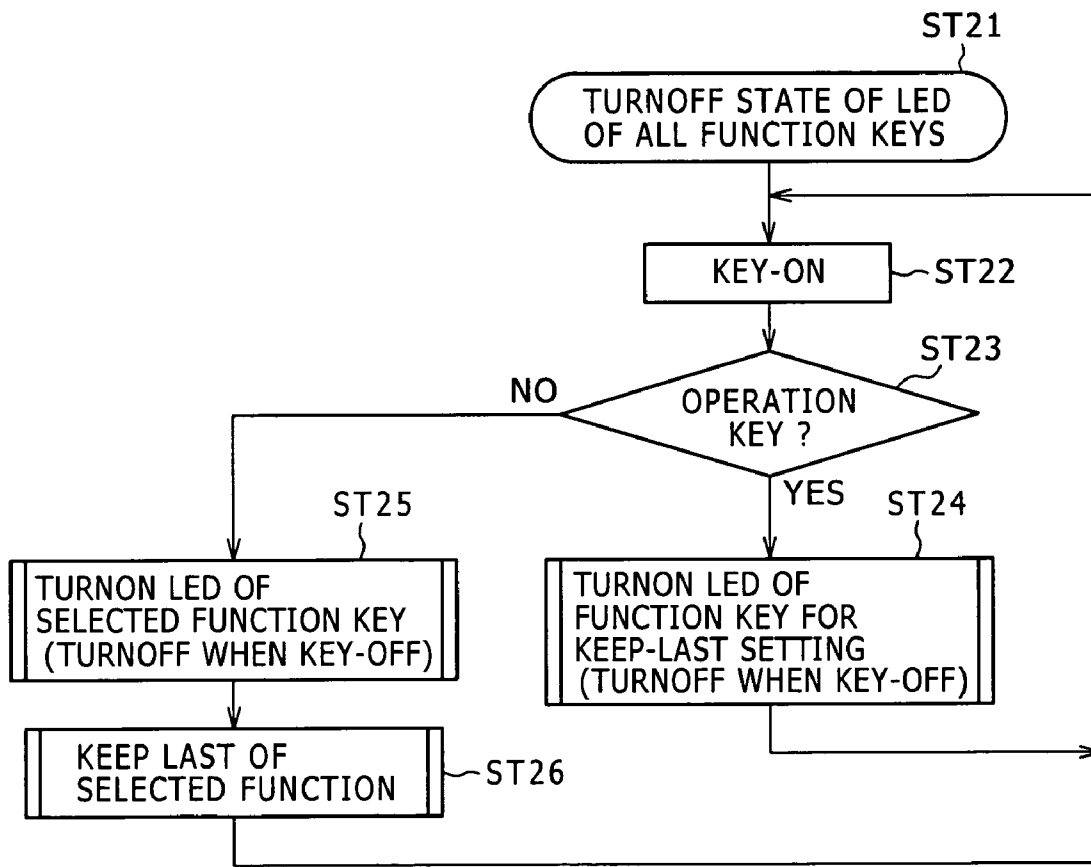 ST21
TURNOFF STATE OF LED
OF ALL FUNCTION KEYS
KEY-ON
ST22
ST23
OPERATION
KEY ?
NO
YES
ST25
TURNON LED OF
SELECTED FUNCTION KEY
(TURNOFF WHEN KEY-OFF)
ST24
TURNON LED OF
FUNCTION KEY FOR
KEEP-LAST SETTING
(TURNOFF WHEN KEY-OFF)
KEEP LAST OF
SELECTED FUNCTION
ST26